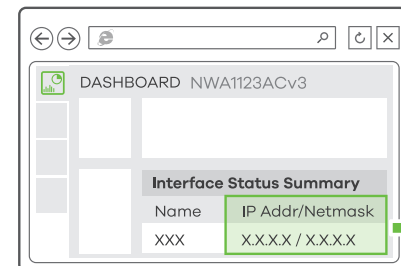 DASHBOARD NWA1123ACv3
Interface Status Summary
Name IP Addr/Netmask
XXX X.X.X.X / X.X.X.X